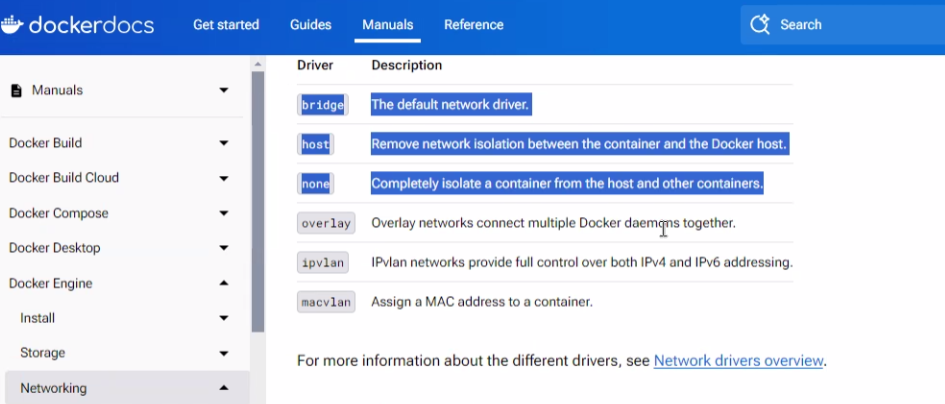 dockerdocs Get started Guides Manuals Reference Search
Manuals
Docker Build
Docker Build Cloud
Docker Compose
Docker Desktop
Docker Engine
Install
Storage
Networking
Driver Description
bridge The default network driver.
host Remove network isolation between the container and the Docker host.
none Completely isolate a container from the host and other containers.
overlay Overlay networks connect multiple Docker daemons together.
ipvlan IPvlan networks provide full control over both IPv4 and IPv6 addressing.
macvlan Assign a MAC address to a container.
For more information about the different drivers, see Network drivers overview.